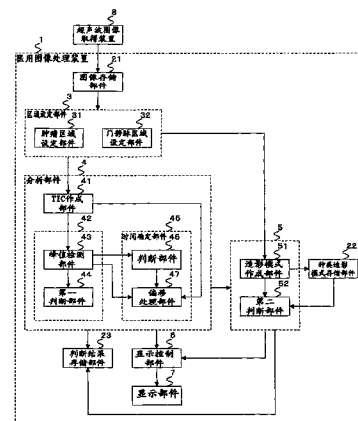 8
超声波图像
取得装置
1
医用图像处理装置
21
图像存储
部件
3
区域设定部件
31
肿瘤区域
设定部件
32
门静脉区域
设定部件
4
分析部件
41
TIC作成
部件
42
43
峰值检测
部件
44
第一
判断部件
45
时间确定部件
46
判断部件
47
偏移
处理部件
5
51
造影模式
作成部件
52
第二
判断部件
22
种类造影
模式存储部件
23
判断结果
存储部件
6
显示控制
部件
7
显示部件